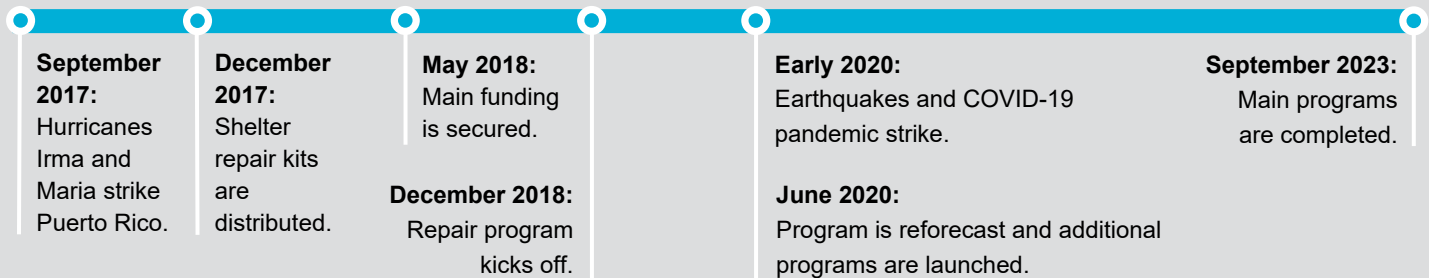 September
2017:
Hurricanes
Irma and
Maria strike
Puerto Rico.
December
2017:
Shelter
repair kits
are
distributed.
May 2018:
Main funding
is secured.
December 2018:
Repair program
kicks off.
Early 2020:
Earthquakes and COVID-19
pandemic strike.
June 2020:
Program is reforecast and additional
programs are launched.
September 2023:
Main programs
are completed.